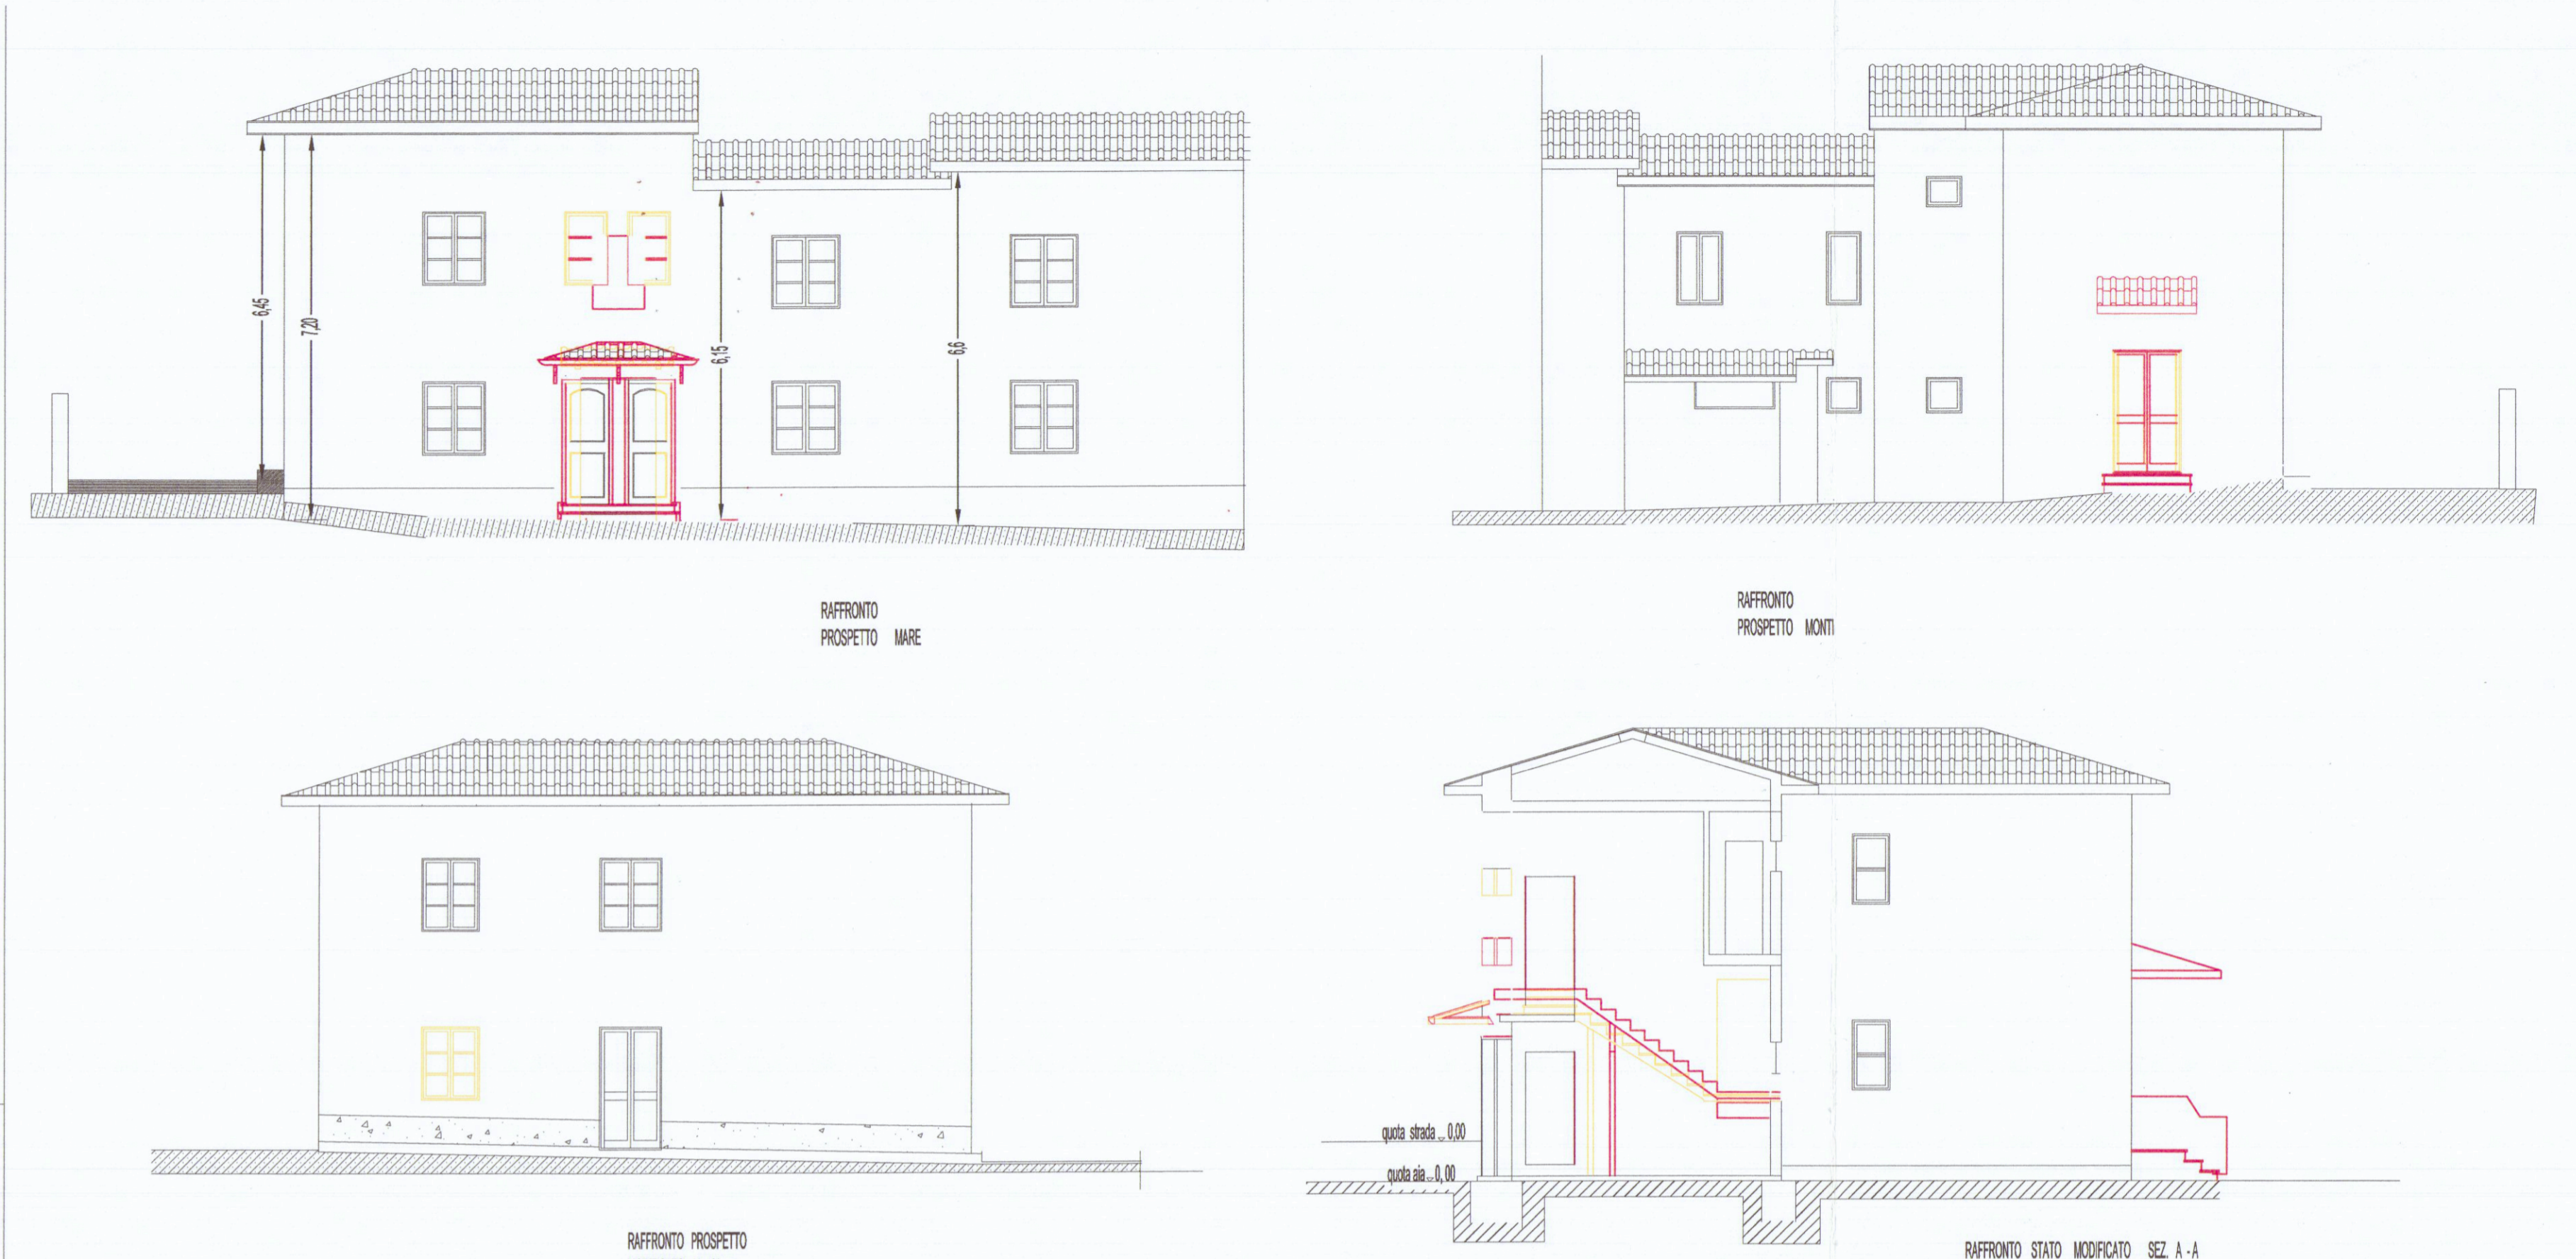 6,45
7,20
6,15
6,6
RAFFRONTO
PROSPETTO MARE
RAFFRONTO
PROSPETTO MONTI
quota strada 0,00
quota aia 0,00
RAFFRONTO PROSPETTO
RAFFRONTO STATO MODIFICATO SEZ. A -A